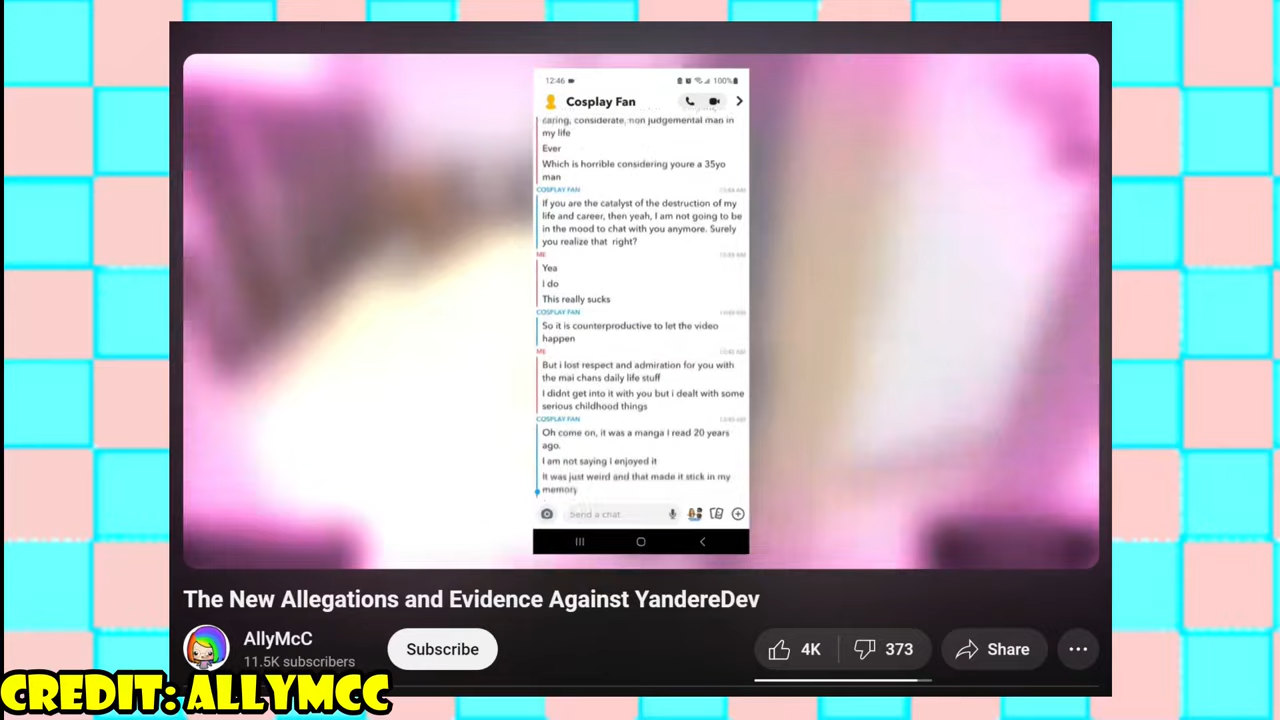 12:46
100%
Cosplay Fan
caring, considerate, non judgemental man in
my life
Ever
Which is horrible considering youre a 35yo
man
COSPLAY FAN
If you are the catalyst of the destruction of my
life and career, then yeah, I am not going to be
in the mood to chat with you anymore. Surely
you realize that right?
ME
Yea
I do
This really sucks
COSPLAY FAN
So it is counterproductive to let the video
happen
ME
But i lost respect and admiration for you with
the mai chans daily life stuff
I didnt get into it with you but i dealt with some
serious childhood things
COSPLAY FAN
Oh come on, it was a manga I read 20 years
ago.
I am not saying I enjoyed it
It was just weird and that made it stick in my
memory
Send a chat
The New Allegations and Evidence Against YandereDev
AllyMcC
11.5K subscribers
Subscribe
4K
373
Share
CREDIT: ALLYMCC